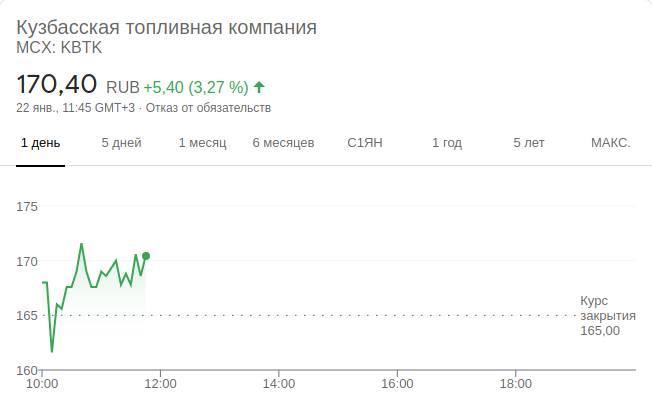 Кузбасская топливная компания
MCX: KBTK
170,40 RUB +5,40 (3,27 %)
22 янв., 11:45 GMT+3 · Отказ от обязательств
1 день 5 дней 1 месяц 6 месяцев С1ЯН 1 год 5 лет МАКС.
175
170
165
Курс
закрытия
165,00
160
10:00 12:00 14:00 16:00 18:00